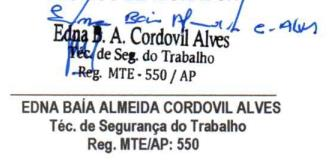 Edna B. A. Cordovil Alves
Téc. de Seg. do Trabalho
Reg. MTE - 550 / AP
EDNA BAÍA ALMEIDA CORDOVIL ALVES
Téc. de Segurança do Trabalho
Reg. MTE/AP: 550